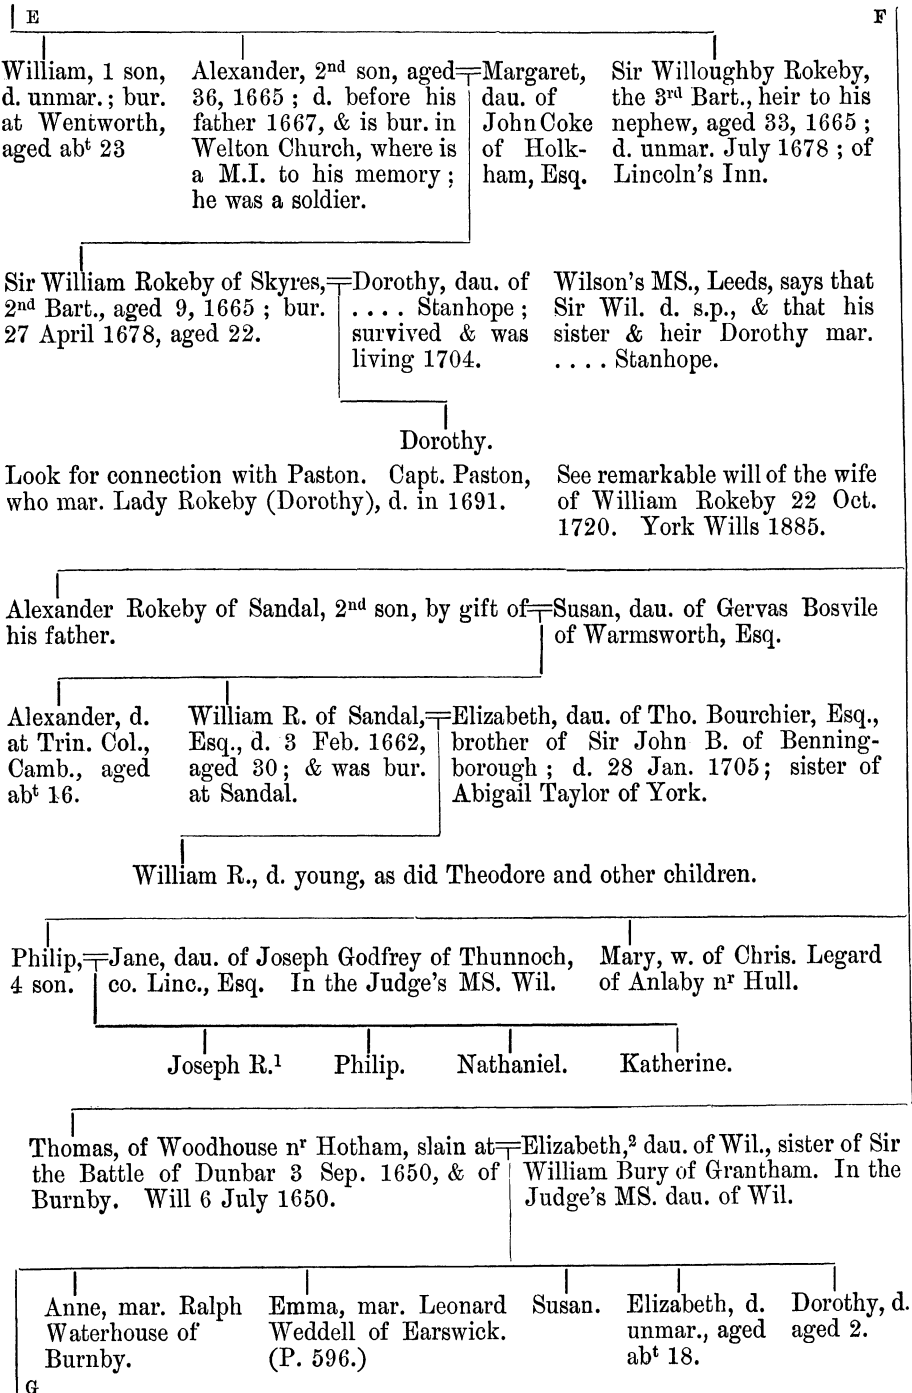 E
F
William, 1 son,
d. unmar.; bur.
at Wentworth,
aged abt 23
Alexander, 2nd son, aged
36, 1665; d. before his
father 1667, & is bur. in
Welton Church, where is
a M.I. to his memory;
he was a soldier.
Margaret,
dau. of
John Coke
of Holk-
ham, Esq.
Sir Willoughby Rokeby,
the 3rd Bart., heir to his
nephew, aged 33, 1665;
d. unmar. July 1678; of
Lincoln's Inn.
Sir William Rokeby of Skyres,
2nd Bart., aged 9, 1665; bur.
27 April 1678, aged 22.
Dorothy, dau. of
.... Stanhope;
survived & was
living 1704.
Wilson's MS., Leeds, says that
Sir Wil. d. s.p., & that his
sister & heir Dorothy mar.
.... Stanhope.
Dorothy.
Look for connection with Paston. Capt. Paston,
who mar. Lady Rokeby (Dorothy), d. in 1691.
See remarkable will of the wife
of William Rokeby 22 Oct.
1720. York Wills 1885.
Alexander Rokeby of Sandal, 2nd son, by gift of
his father.
Susan, dau. of Gervas Bosvile
of Warmsworth, Esq.
Alexander, d.
at Trin. Col.,
Camb., aged
abt 16.
William R. of Sandal,
Esq., d. 3 Feb. 1662,
aged 30; & was bur.
at Sandal.
Elizabeth, dau. of Tho. Bourchier, Esq.,
brother of Sir John B. of Benning-
borough; d. 28 Jan. 1705; sister of
Abigail Taylor of York.
William R., d. young, as did Theodore and other children.
Philip,
4 son.
Jane, dau. of Joseph Godfrey of Thunnoch,
co. Linc., Esq. In the Judge's MS. Wil.
Mary, w. of Chris. Legard
of Anlaby nr Hull.
Joseph R.1
Philip.
Nathaniel.
Katherine.
Thomas, of Woodhouse nr Hotham, slain at
the Battle of Dunbar 3 Sep. 1650, & of
Burnby. Will 6 July 1650.
Elizabeth,2 dau. of Wil., sister of Sir
William Bury of Grantham. In the
Judge's MS. dau. of Wil.
Anne, mar. Ralph
Waterhouse of
Burnby.
Emma, mar. Leonard
Weddell of Earswick.
(P. 596.)
Susan.
Elizabeth, d.
unmar., aged
abt 18.
Dorothy, d.
aged 2.
G